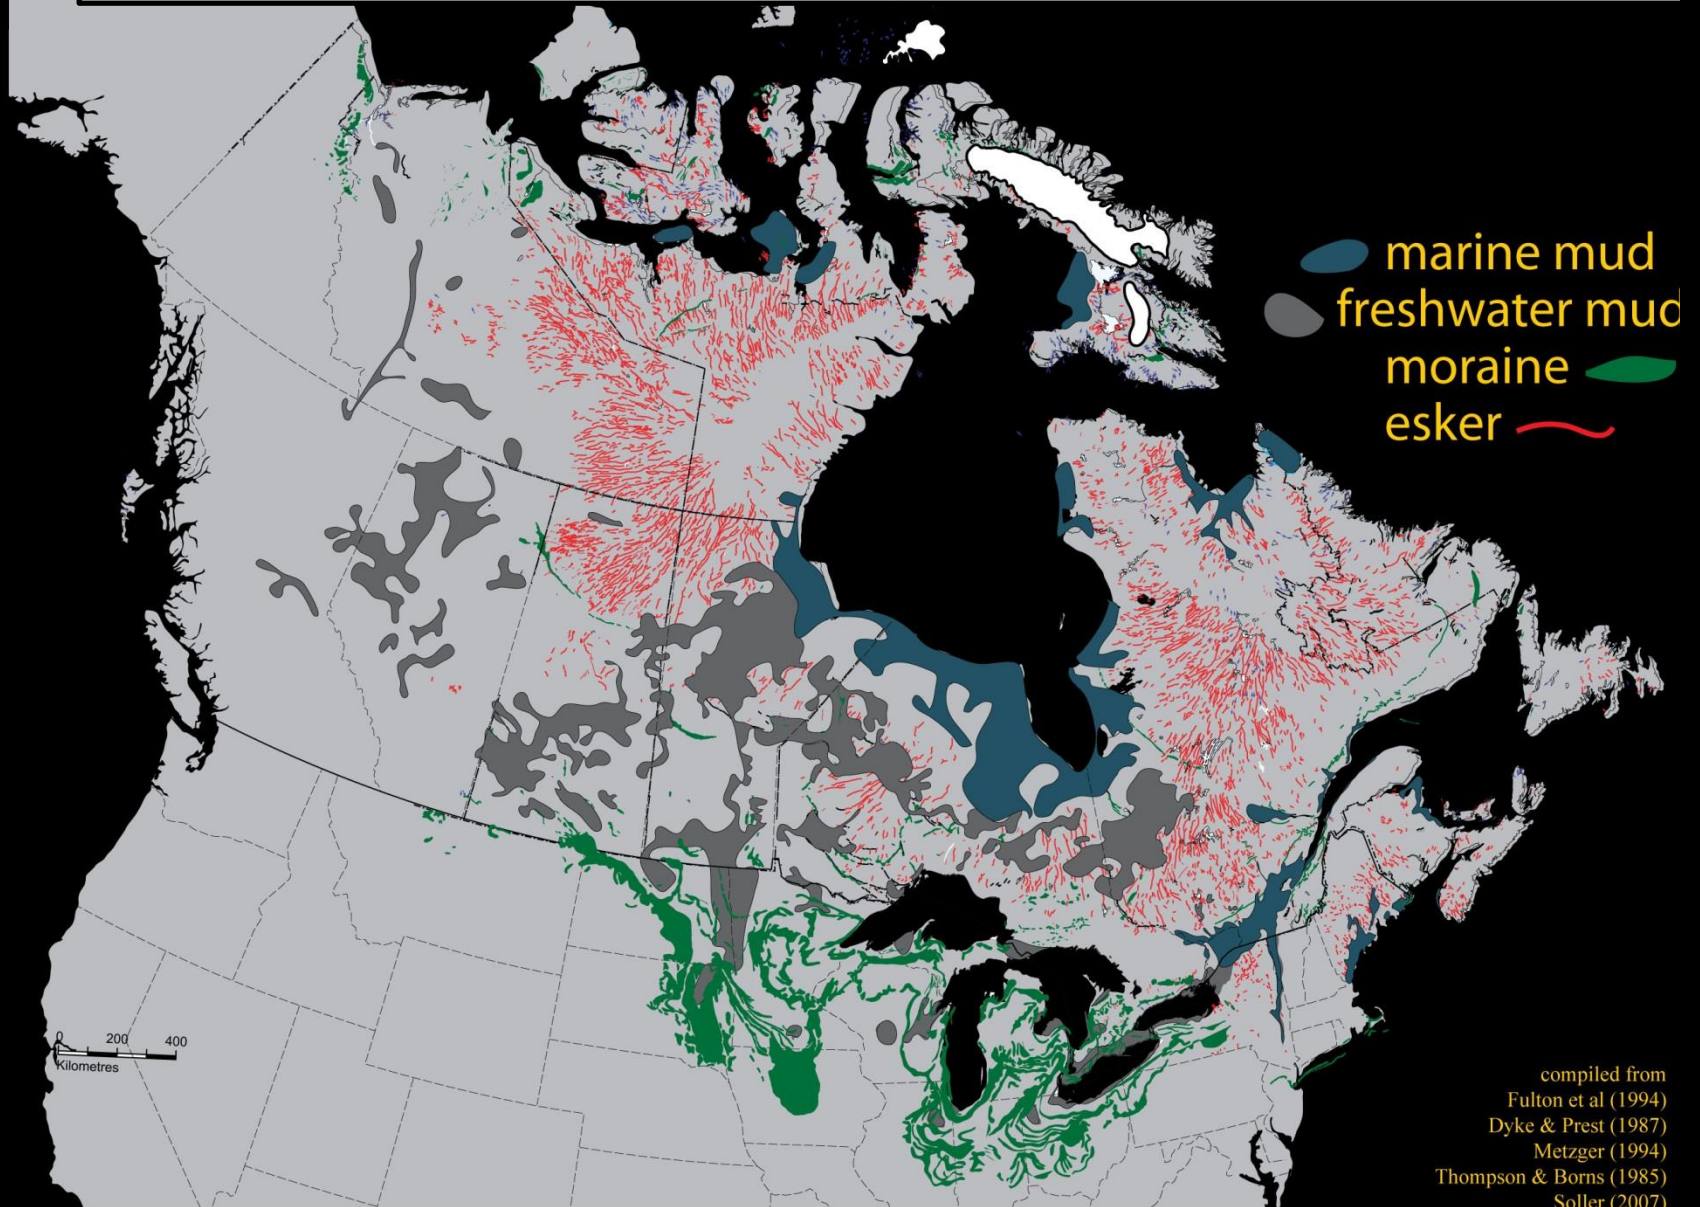 marine mud
freshwater mud
moraine
esker
0 200 400
Kilometres
compiled from
Fulton et al (1994)
Dyke & Prest (1987)
Metzger (1994)
Thompson & Borns (1985)
Soller (2007)